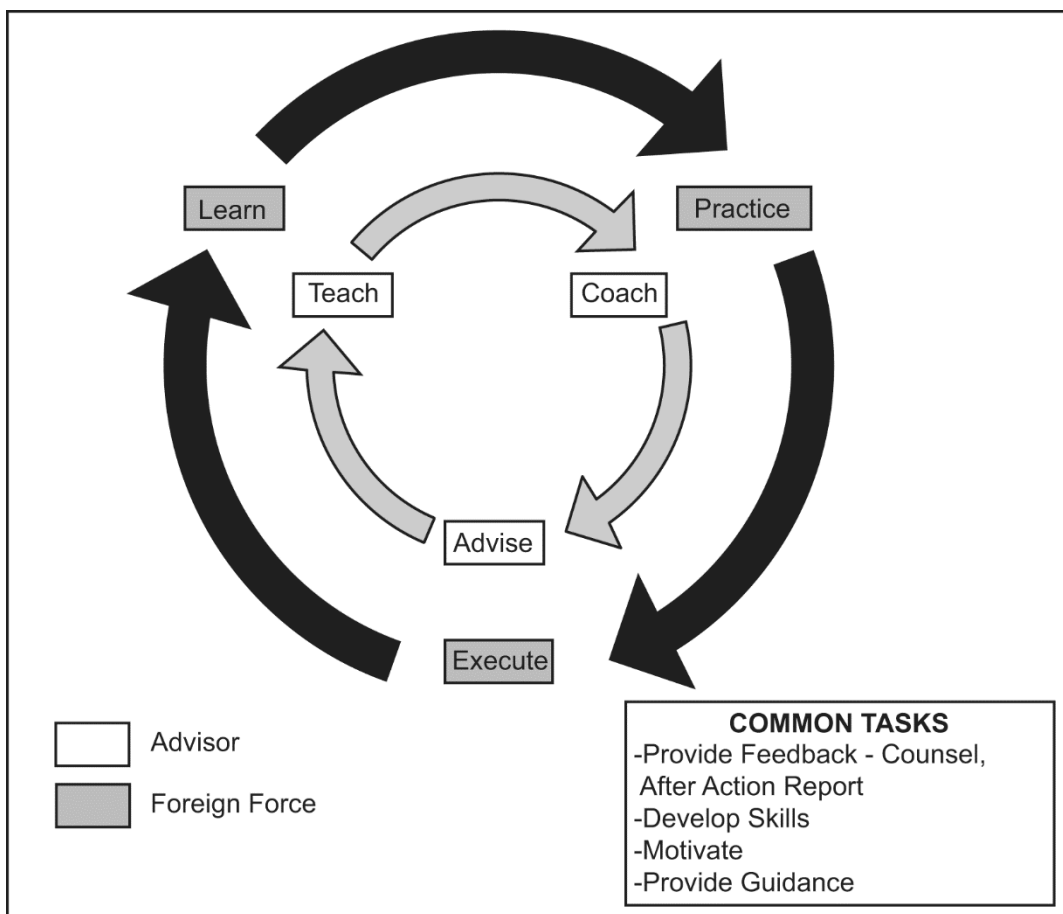 Learn
Practice
Teach
Coach
Advise
Execute
Advisor
Foreign Force
COMMON TASKS
-Provide Feedback - Counsel,
After Action Report
-Develop Skills
-Motivate
-Provide Guidance